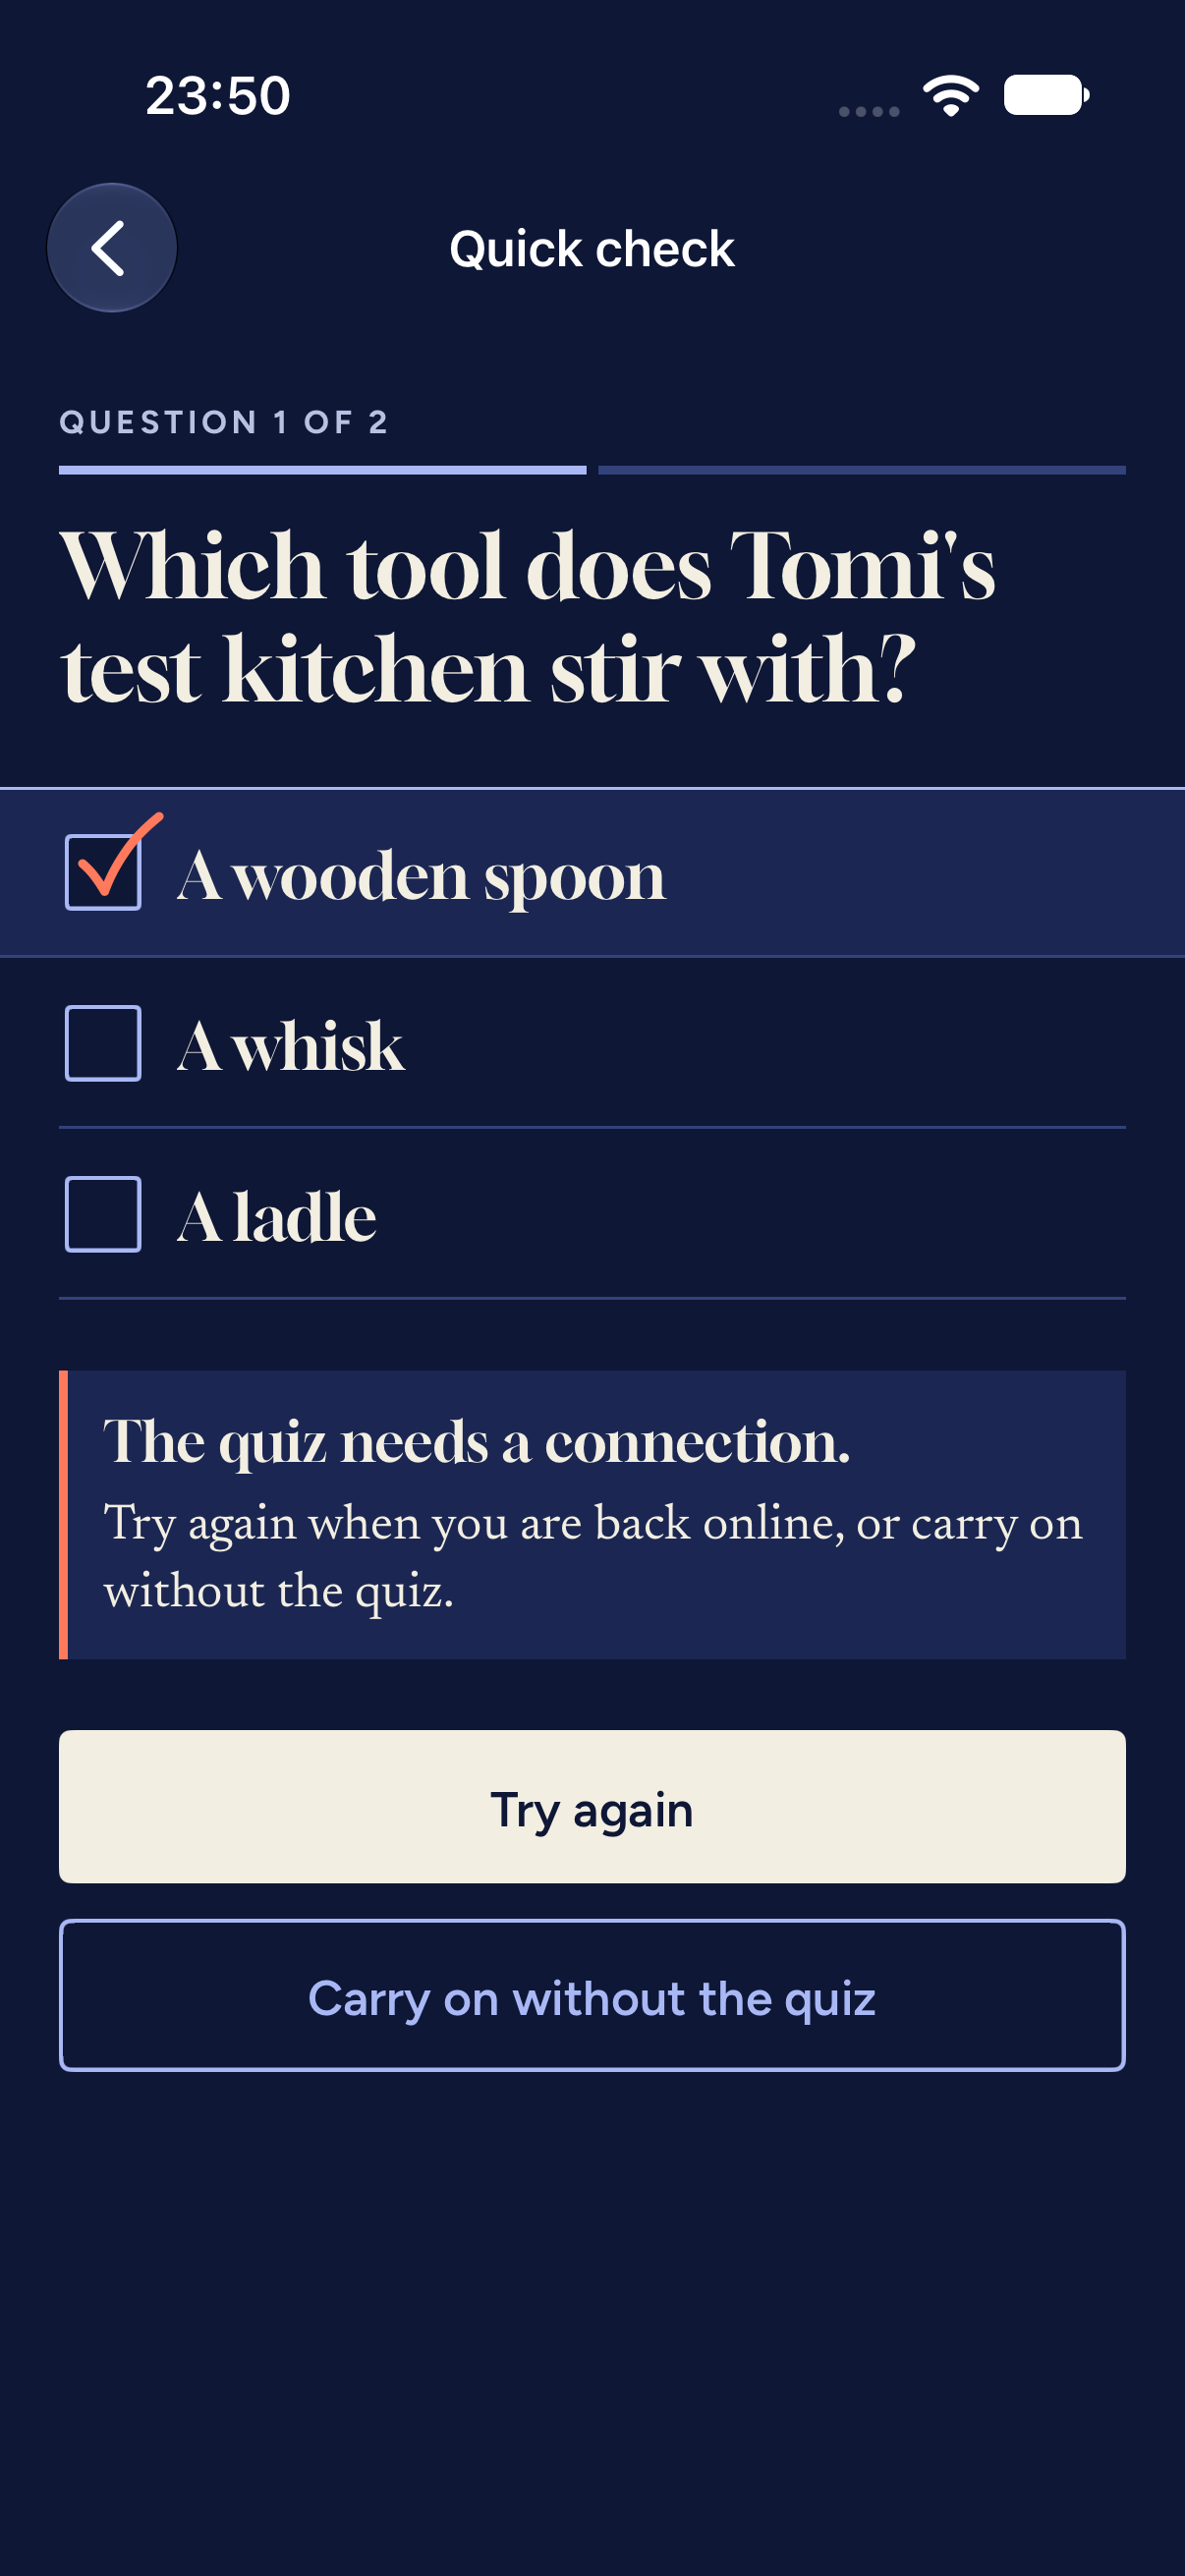 23:50
Quick check
QUESTION 1 OF 2
Which tool does Tomi's
test kitchen stir with?
A wooden spoon
A whisk
A ladle
The quiz needs a connection.
Try again when you are back online, or carry on
without the quiz.
Try again
Carry on without the quiz